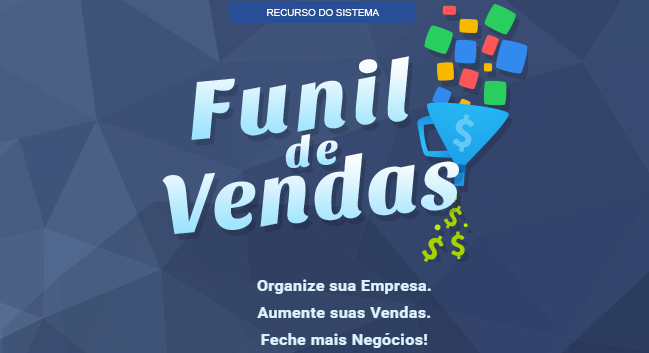 RECURSO DO SISTEMA
Funil
de
Vendas
$
$
$ $
Organize sua Empresa.
Aumente suas Vendas.
Feche mais Negócios!